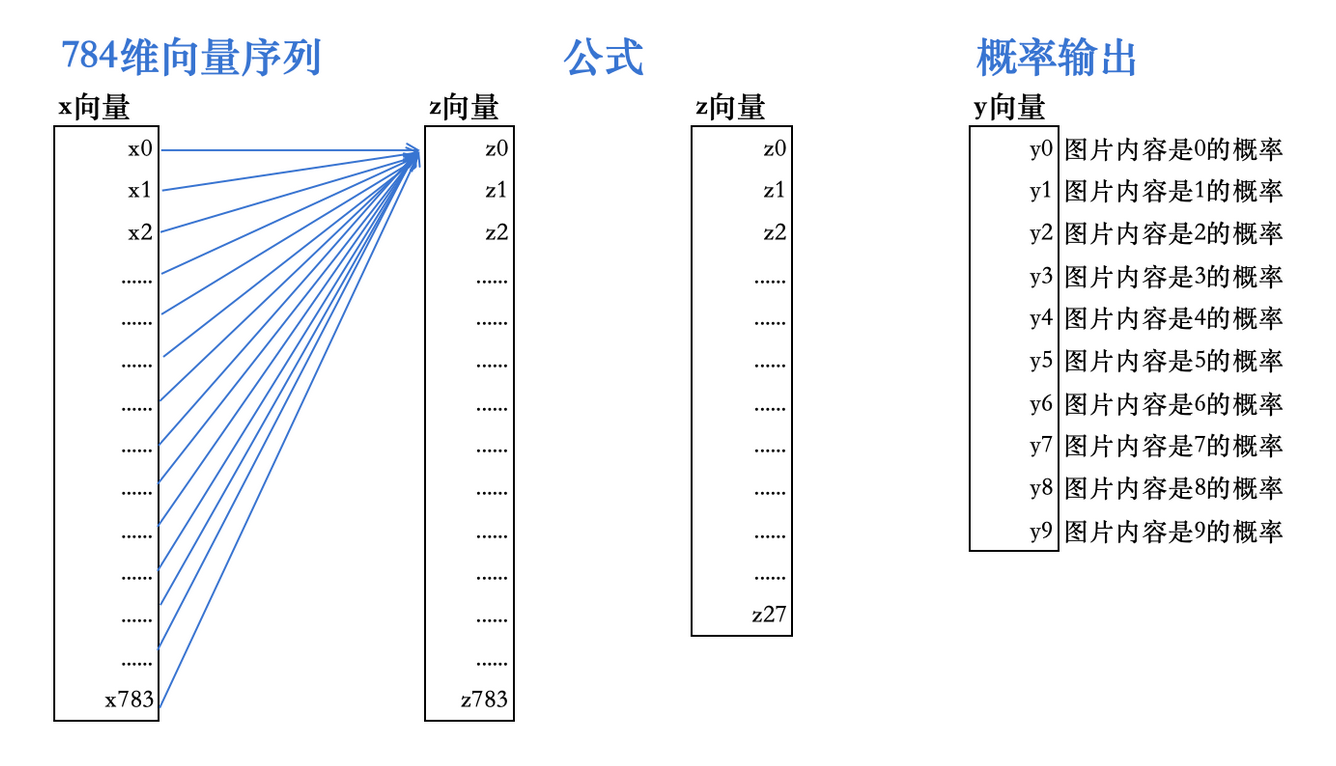 784维向量序列
公式
概率输出
x向量
z向量
z向量
y向量
x0
x1
x2
......
......
......
......
......
......
......
......
......
......
x783
z0
z1
z2
......
......
......
......
......
......
......
......
......
......
z783
z0
z1
z2
......
......
......
......
......
......
......
......
z27
y0 图片内容是0的概率
y1 图片内容是1的概率
y2 图片内容是2的概率
y3 图片内容是3的概率
y4 图片内容是4的概率
y5 图片内容是5的概率
y6 图片内容是6的概率
y7 图片内容是7的概率
y8 图片内容是8的概率
y9 图片内容是9的概率